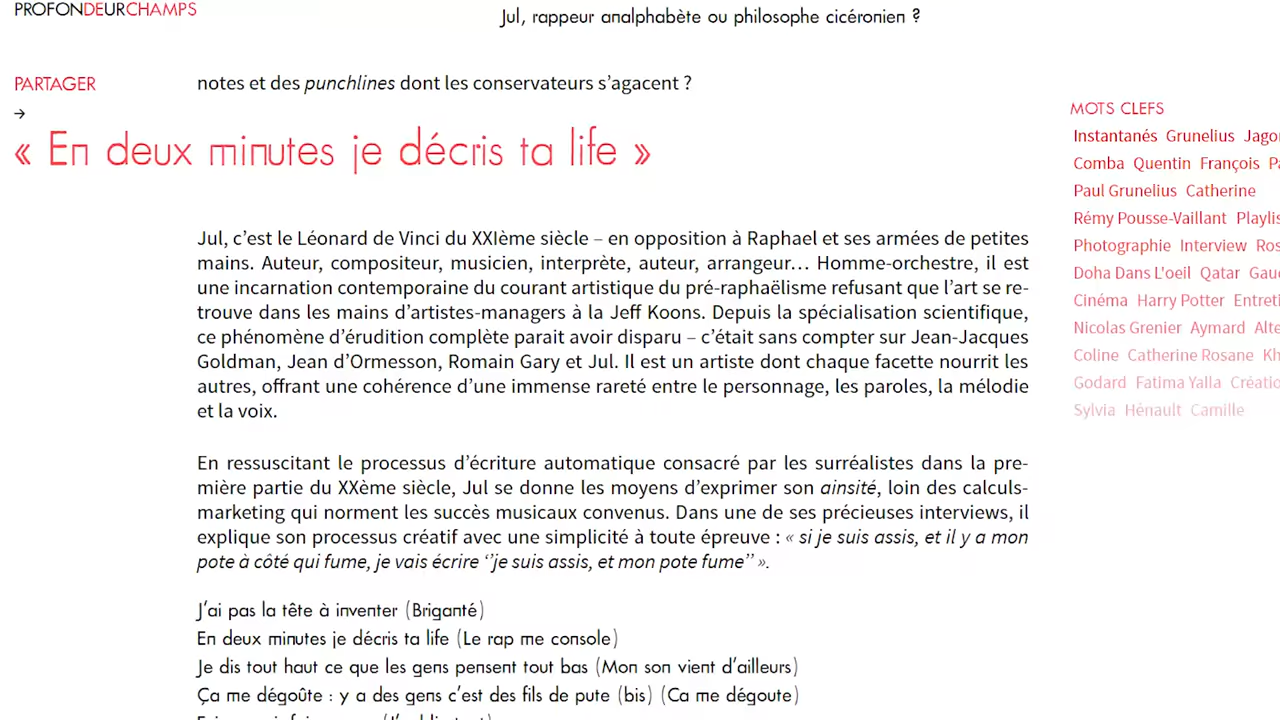 PROFONDEURCHAMPS
Jul, rappeur analphabète ou philosophe cicéronien ?
PARTAGER
→
notes et des punchlines dont les conservateurs s’agacent ?
« En deux minutes je décris ta life »
Jul, c’est le Léonard de Vinci du XXIème siècle – en opposition à Raphael et ses armées de petites
mains. Auteur, compositeur, musicien, interprète, auteur, arrangeur… Homme-orchestre, il est
une incarnation contemporaine du courant artistique du pré-raphaëlisme refusant que l’art se re-
trouve dans les mains d’artistes-managers à la Jeff Koons. Depuis la spécialisation scientifique,
ce phénomène d’érudition complète parait avoir disparu – c’était sans compter sur Jean-Jacques
Goldman, Jean d’Ormesson, Romain Gary et Jul. Il est un artiste dont chaque facette nourrit les
autres, offrant une cohérence d’une immense rareté entre le personnage, les paroles, la mélodie
et la voix.
En ressuscitant le processus d’écriture automatique consacré par les surréalistes dans la pre-
mière partie du XXème siècle, Jul se donne les moyens d’exprimer son ainsité, loin des calculs-
marketing qui norment les succès musicaux convenus. Dans une de ses précieuses interviews, il
explique son processus créatif avec une simplicité à toute épreuve : « si je suis assis, et il y a mon
pote à côté qui fume, je vais écrire ‘’je suis assis, et mon pote fume’’ ».
J’ai pas la tête à inventer (Briganté)
En deux minutes je décris ta life (Le rap me console)
Je dis tout haut ce que les gens pensent tout bas (Mon son vient d’ailleurs)
Ça me dégoûte : y a des gens c’est des fils de pute (bis) (Ca me dégoute)
MOTS CLEFS
Instantanés Grunelius
Comba Quentin François
Paul Grunelius Catherine
Rémy Pousse-Vaillant
Photographie Interview
Doha Dans L'oeil Qatar
Cinéma Harry Potter
Nicolas Grenier Aymard
Coline Catherine Rosane
Godard Fatima Yalla
Sylvia Hénault Camille